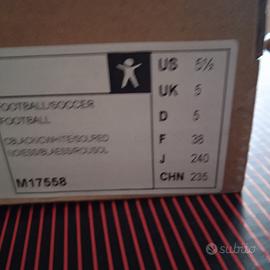 US 5½
UK 5
FOOTBALL/SOCCER
D 5
FOOTBALL
F 38
J 240
M17558
CHN 235
subito